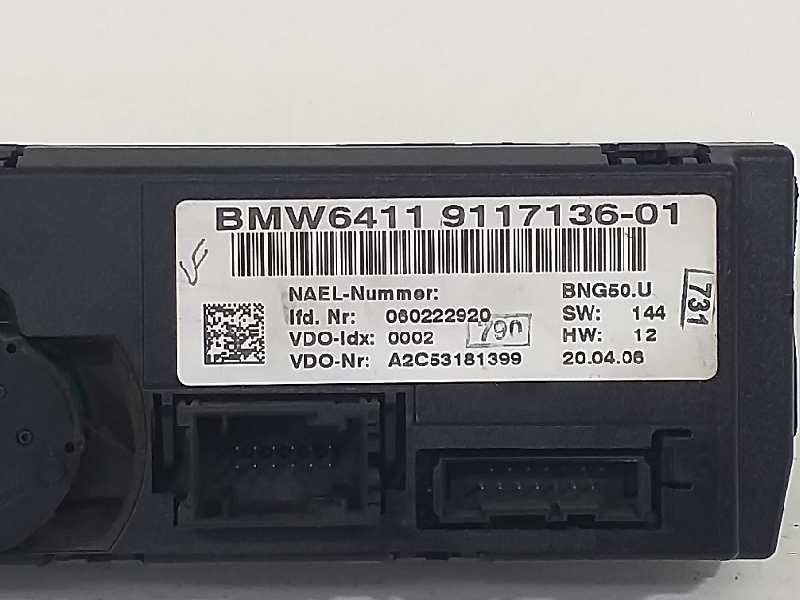 BMW6411 9117136-01
NAEL-Nummer: BNG50.U
lfd. Nr: 060222920 SW: 144
VDO-Idx: 0002 790 HW: 12
VDO-Nr: A2C53181399 20.04.06
731